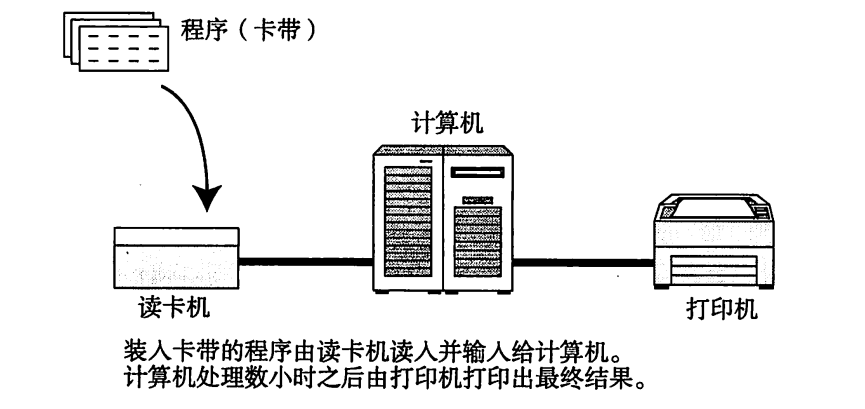 程序（卡带）
计算机
读卡机
打印机
装入卡带的程序由读卡机读入并输入给计算机。
计算机处理数小时之后由打印机打印出最终结果。